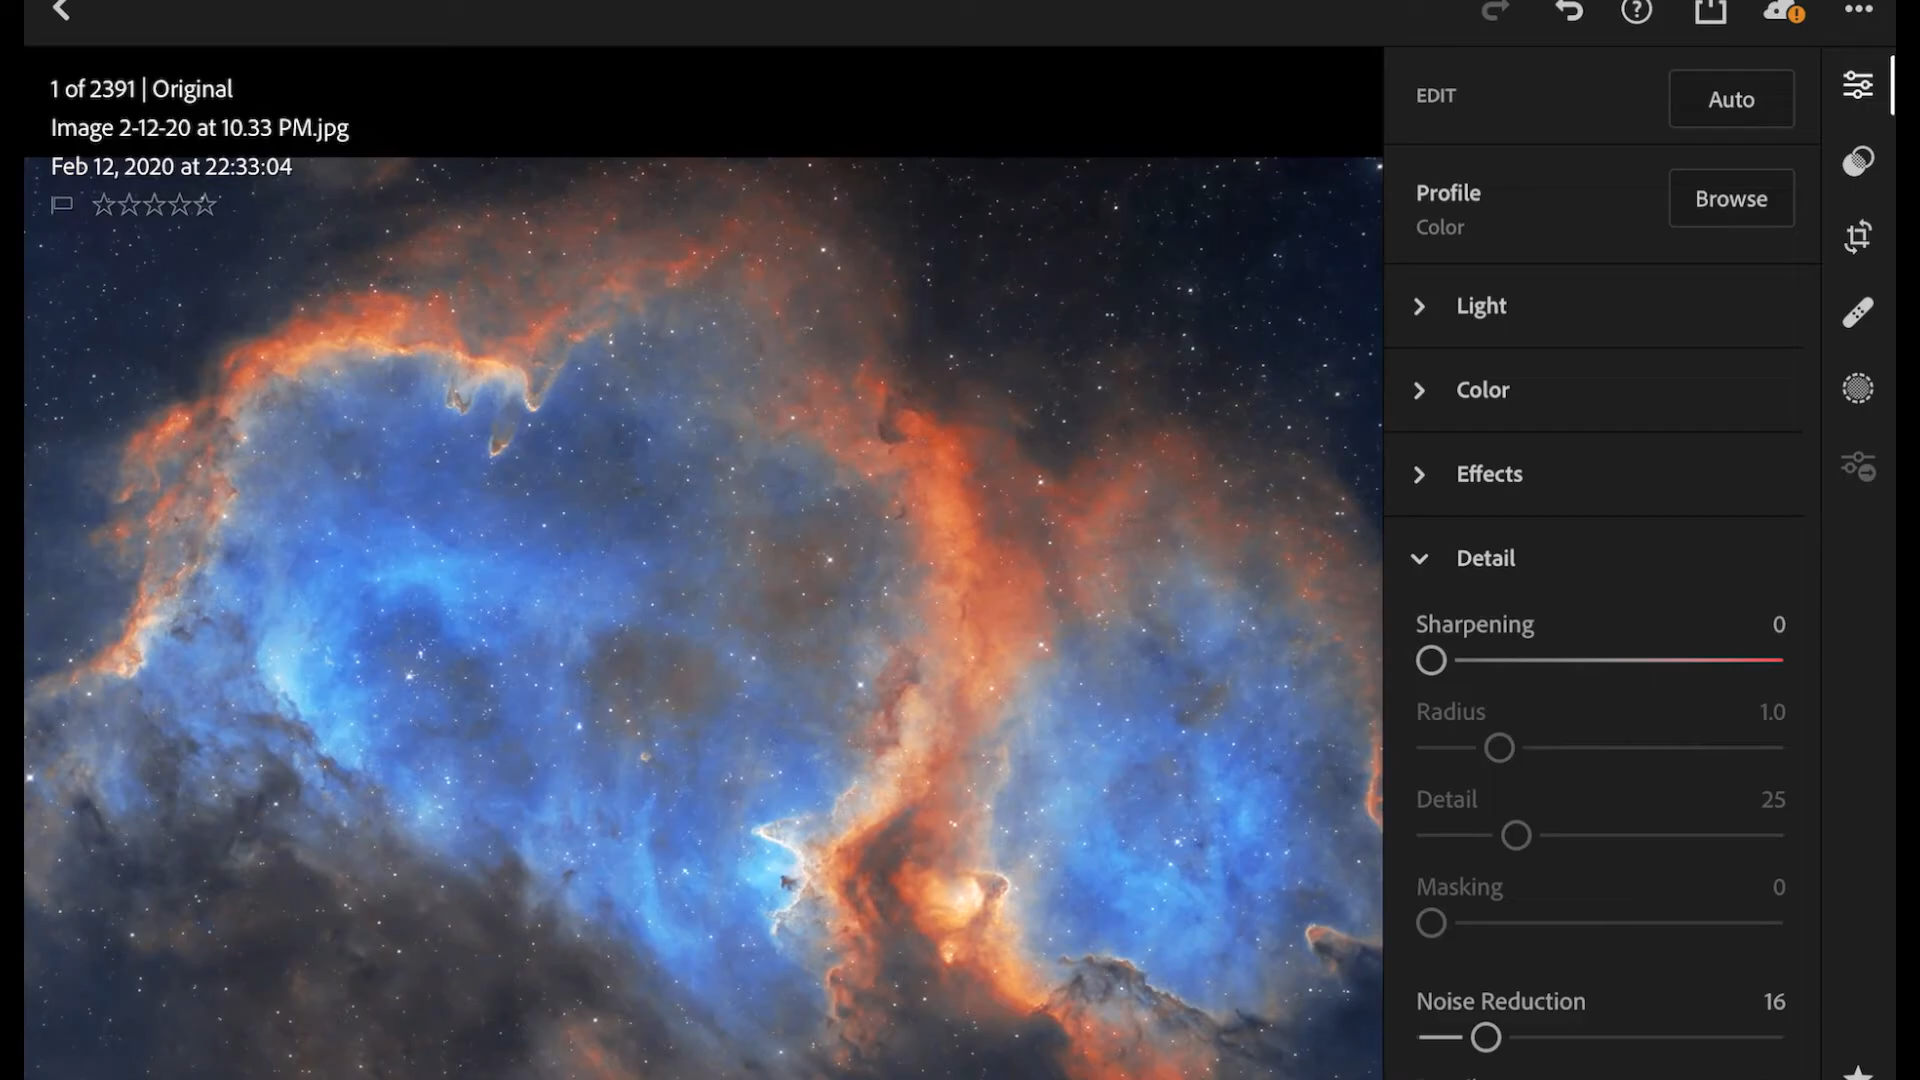 1 of 2391 | Original
Image 2-12-20 at 10.33 PM.jpg
Feb 12, 2020 at 22:33:04
EDIT
Auto
Profile
Color
Browse
Light
Color
Effects
Detail
Sharpening 0
Radius 1.0
Detail 25
Masking 0
Noise Reduction 16